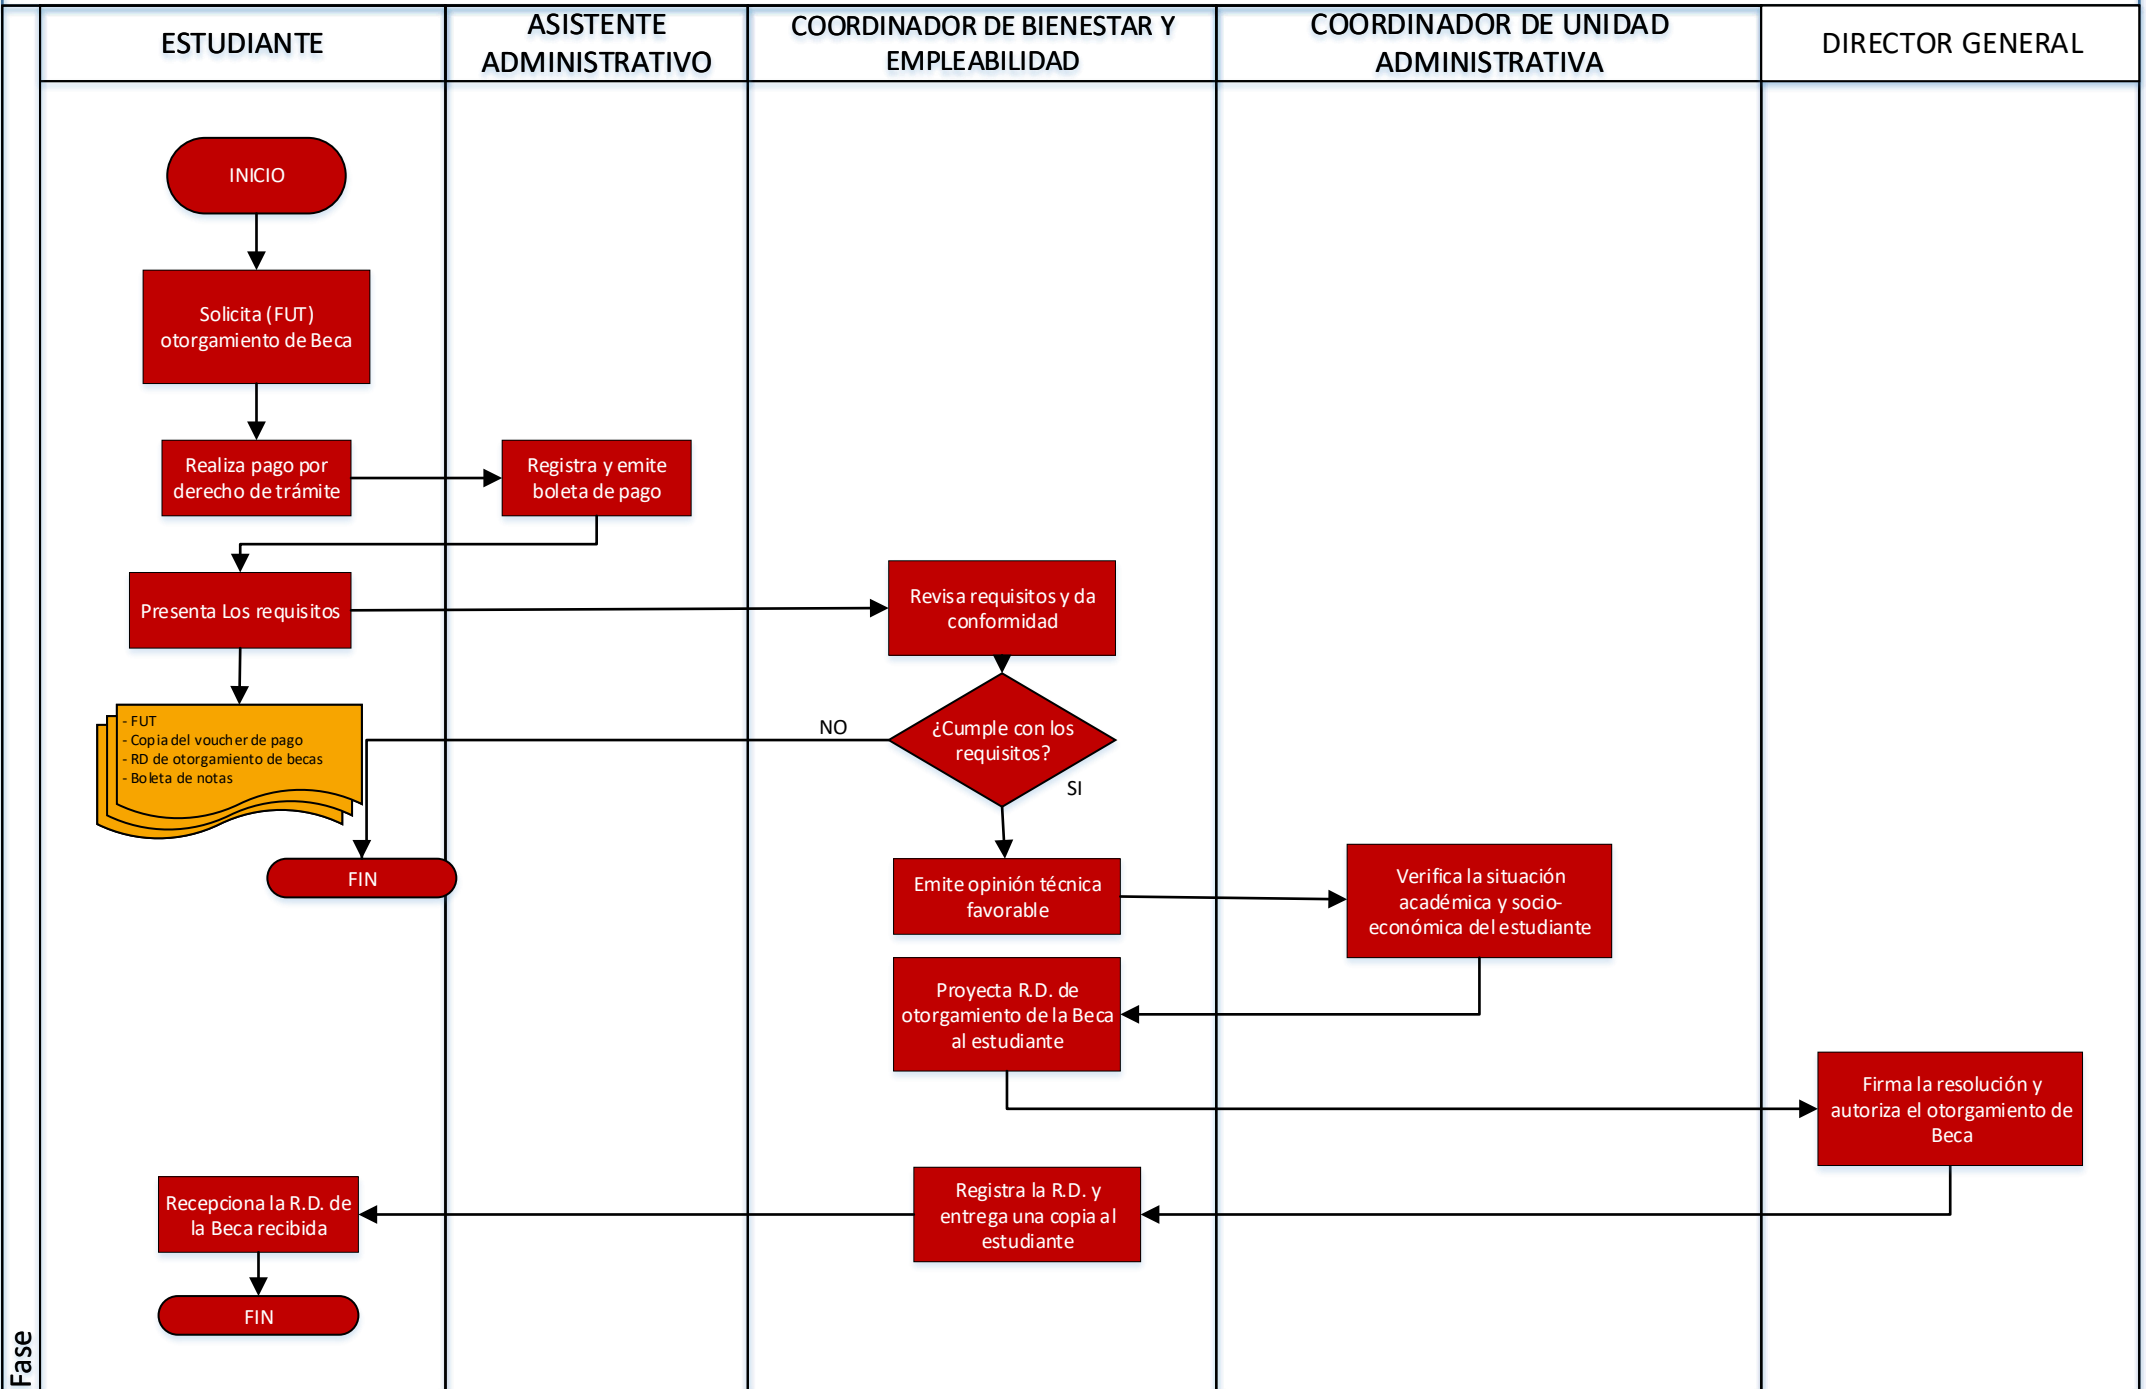 ESTUDIANTE
ASISTENTE
ADMINISTRATIVO
COORDINADOR DE BIENESTAR Y
EMPLEABILIDAD
COORDINADOR DE UNIDAD
ADMINISTRATIVA
DIRECTOR GENERAL
INICIO
Solicita (FUT)
otorgamiento de Beca
Realiza pago por
derecho de trámite
Registra y emite
boleta de pago
Presenta Los requisitos
Revisa requisitos y da
conformidad
- FUT
- Copia del voucher de pago
- RD de otorgamiento de becas
- Boleta de notas
NO
¿Cumple con los
requisitos?
SI
FIN
Emite opinión técnica
favorable
Verifica la situación
académica y socio-
económica del estudiante
Proyecta R.D. de
otorgamiento de la Beca
al estudiante
Firma la resolución y
autoriza el otorgamiento de
Beca
Registra la R.D. y
entrega una copia al
estudiante
Recepciona la R.D. de
la Beca recibida
FIN
Fase